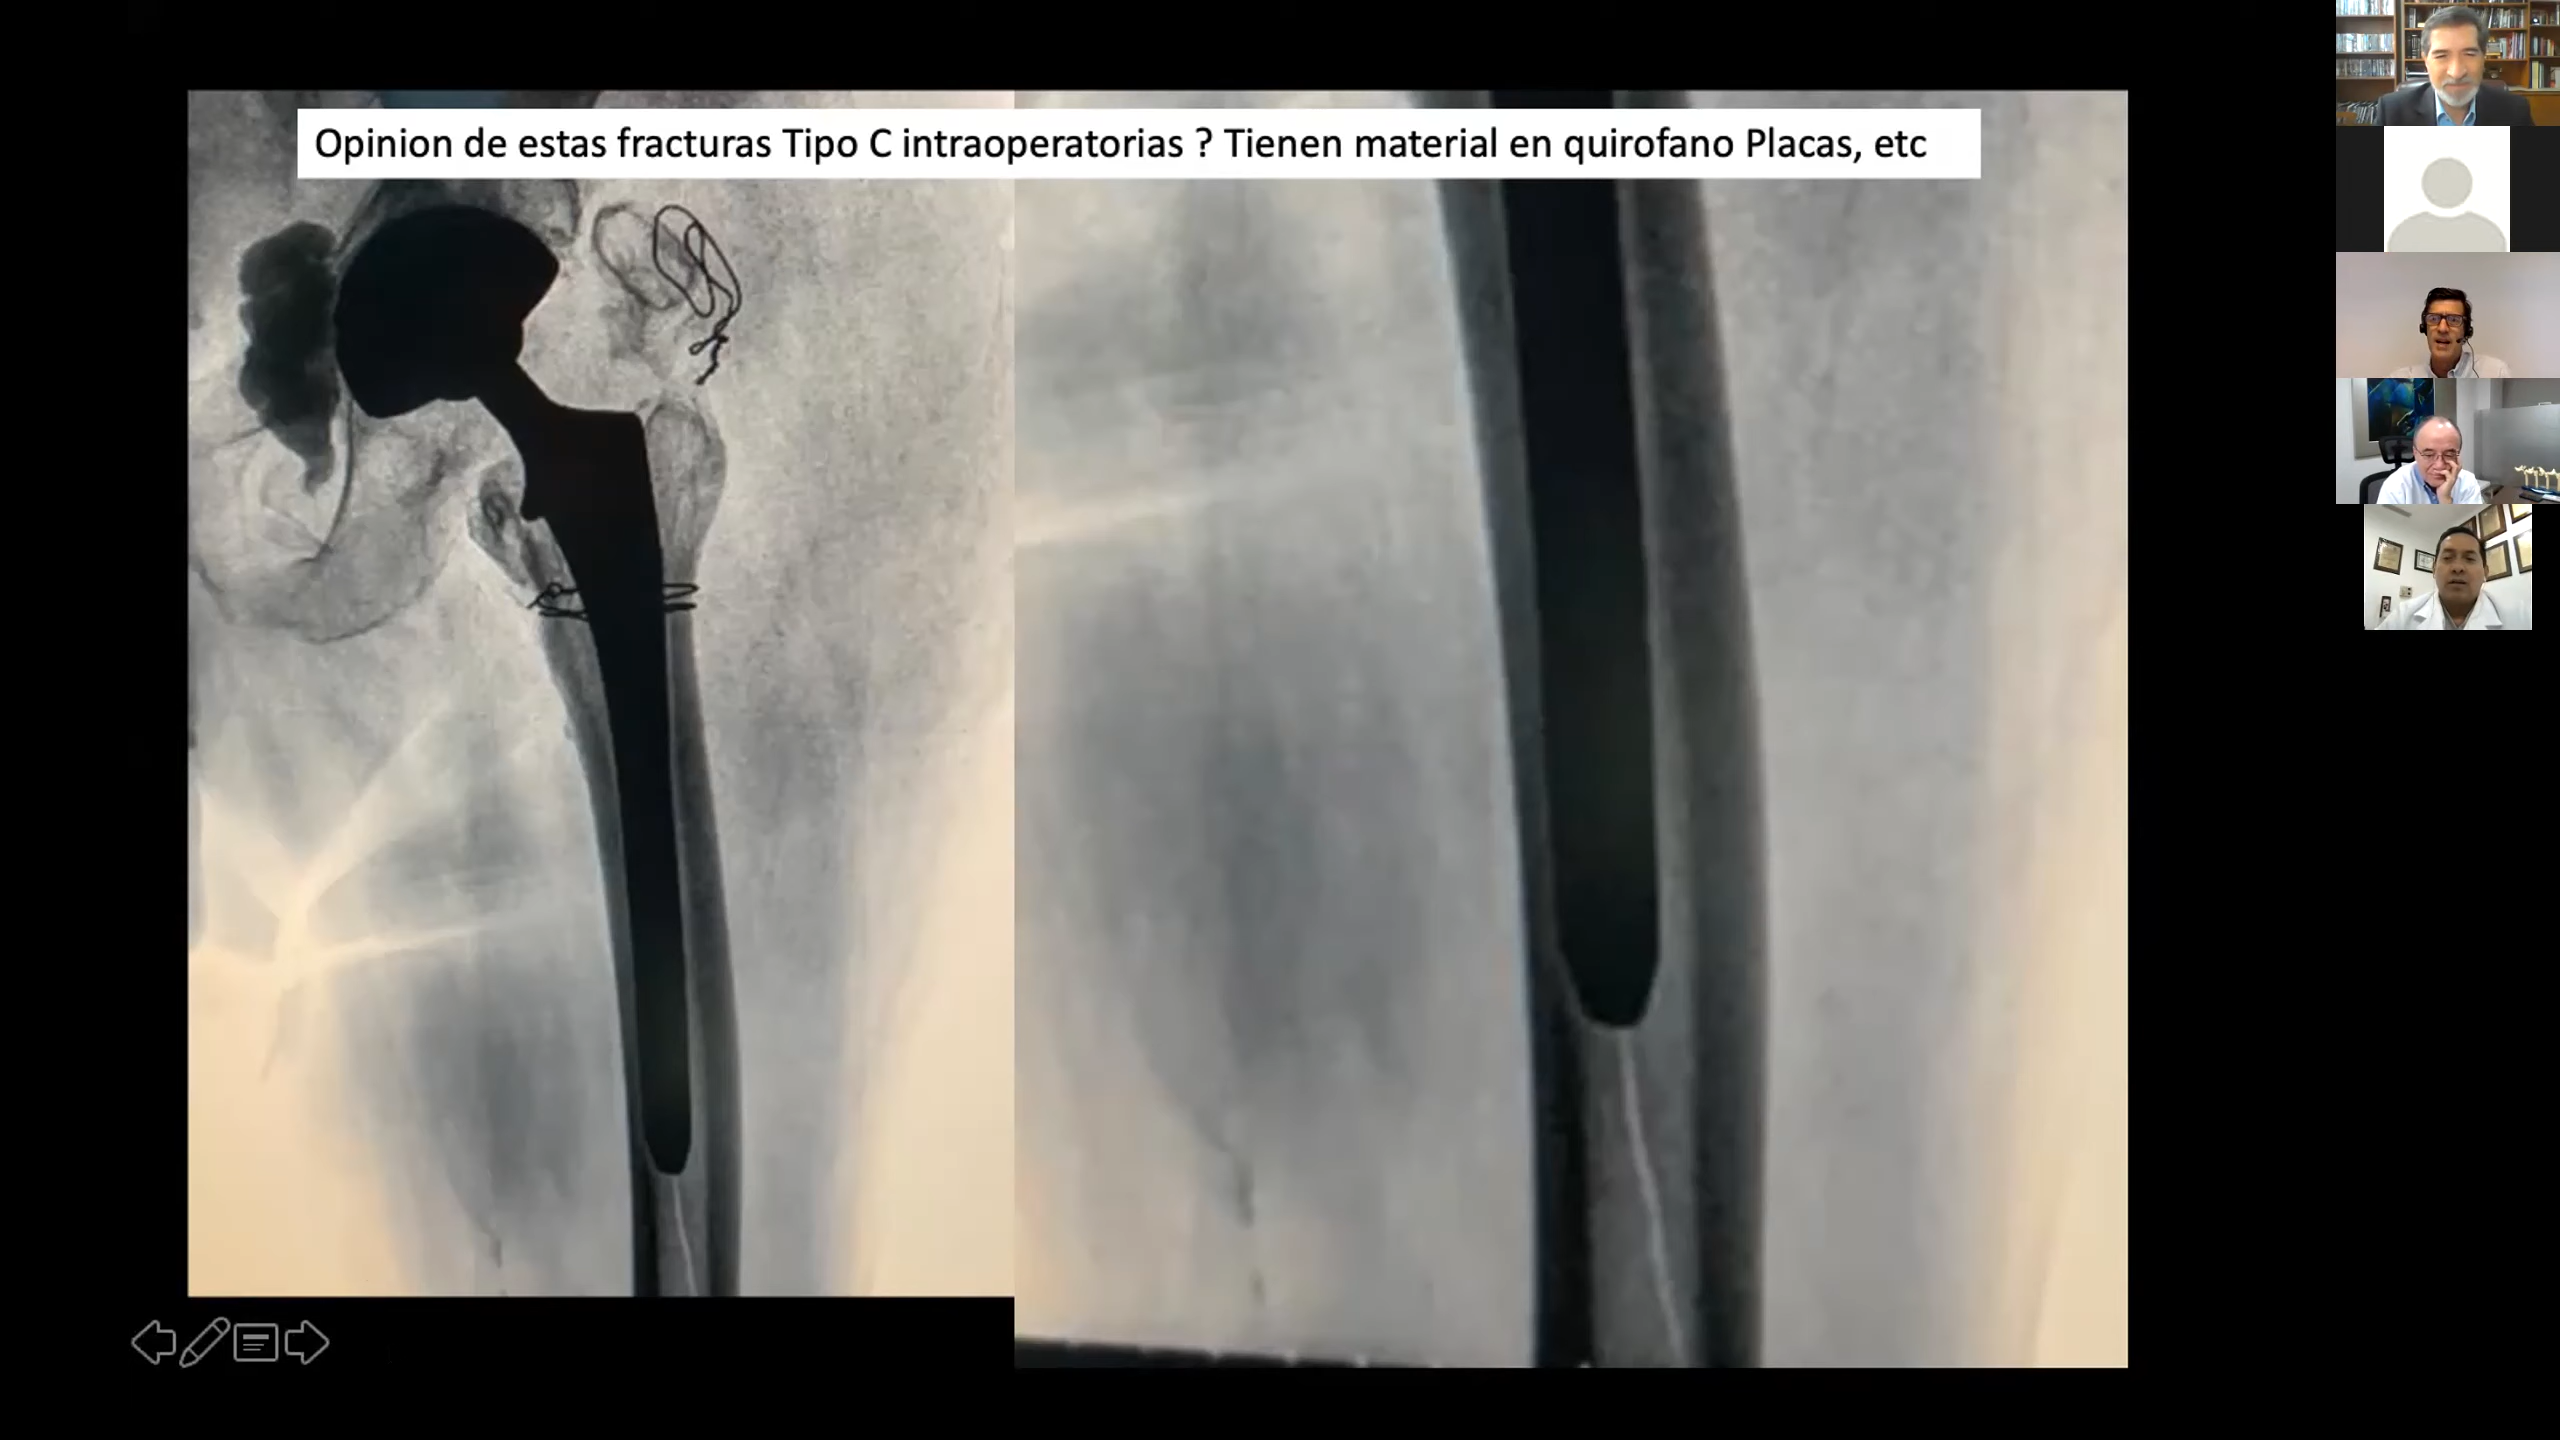 Opinion de estas fracturas Tipo C intraoperatorias ? Tienen material en quirofano Placas, etc